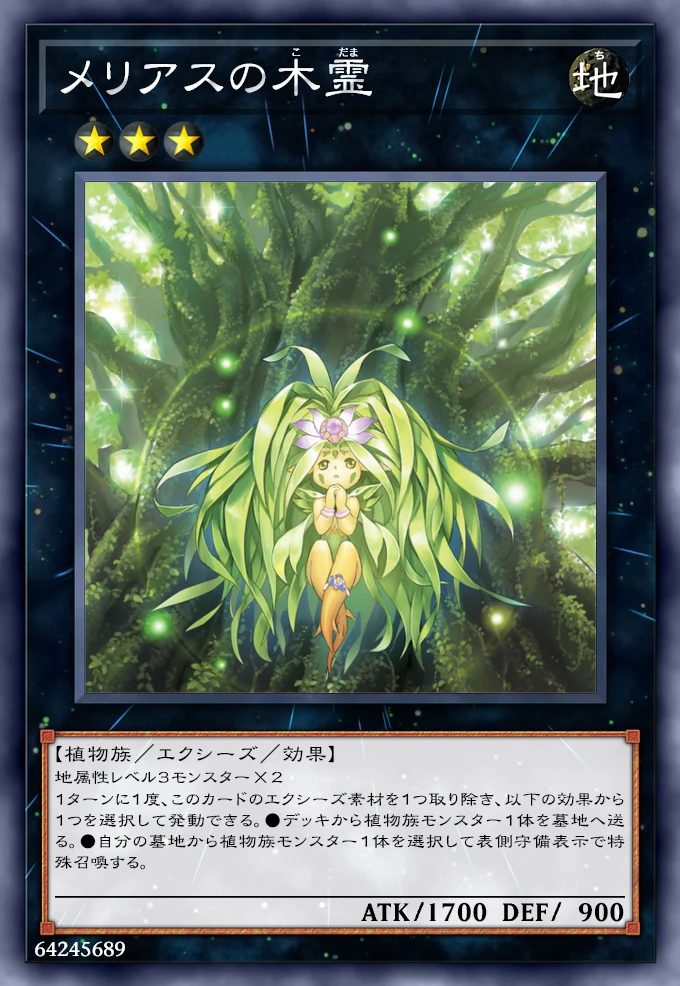 こ だま
メリアスの木霊
ち
地
【植物族／エクシーズ／効果】
地属性レベル３モンスター×２
１ターンに１度、このカードのエクシーズ素材を１つ取り除き、以下の効果から
１つを選択して発動できる。●デッキから植物族モンスター１体を墓地へ送
る。●自分の墓地から植物族モンスター１体を選択して表側守備表示で特
殊召喚する。
ATK/1700 DEF/ 900
64245689